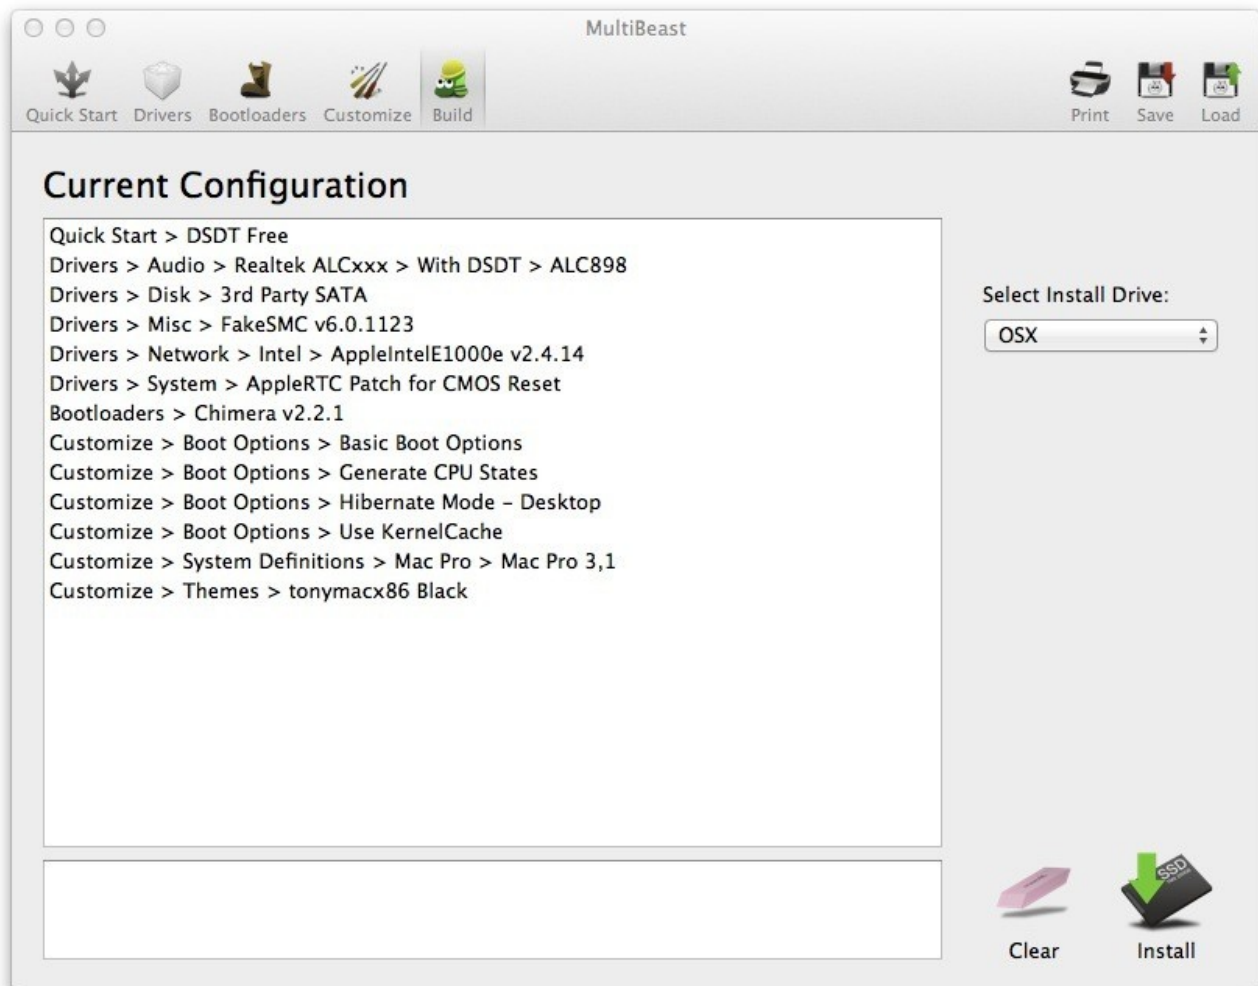 MultiBeast
Quick Start Drivers Bootloaders Customize Build Print Save Load
Current Configuration
Quick Start > DSDT Free
Drivers > Audio > Realtek ALCxxx > With DSDT > ALC898
Drivers > Disk > 3rd Party SATA
Drivers > Misc > FakeSMC v6.0.1123
Drivers > Network > Intel > AppleIntelE1000e v2.4.14
Drivers > System > AppleRTC Patch for CMOS Reset
Bootloaders > Chimera v2.2.1
Customize > Boot Options > Basic Boot Options
Customize > Boot Options > Generate CPU States
Customize > Boot Options > Hibernate Mode – Desktop
Customize > Boot Options > Use KernelCache
Customize > System Definitions > Mac Pro > Mac Pro 3,1
Customize > Themes > tonymacx86 Black
Select Install Drive:
OSX
SSD
Clear Install